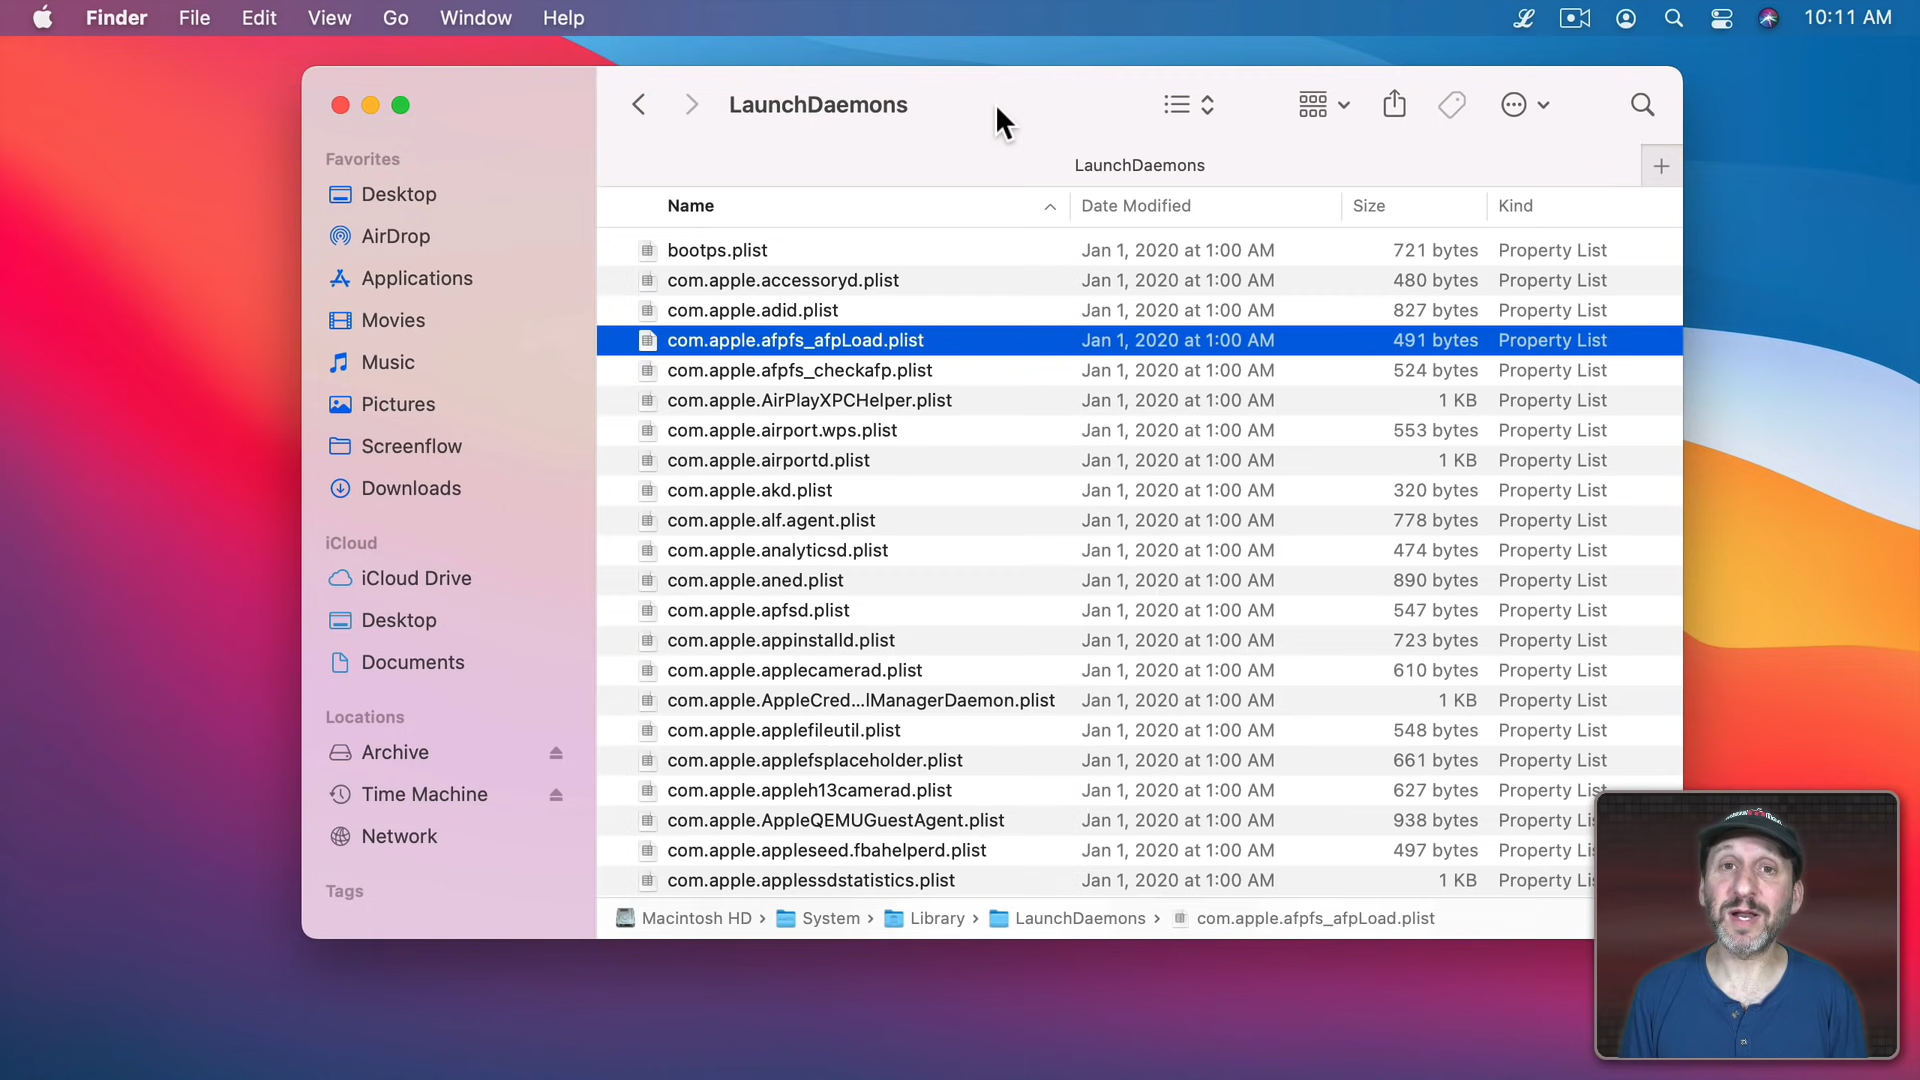 Finder File Edit View Go Window Help 10:11 AM
LaunchDaemons
LaunchDaemons
Favorites
Desktop
AirDrop
Applications
Movies
Music
Pictures
Screenflow
Downloads
iCloud
iCloud Drive
Desktop
Documents
Locations
Archive
Time Machine
Network
Tags
Name Date Modified Size Kind
bootps.plist Jan 1, 2020 at 1:00 AM 721 bytes Property List
com.apple.accessoryd.plist Jan 1, 2020 at 1:00 AM 480 bytes Property List
com.apple.adid.plist Jan 1, 2020 at 1:00 AM 827 bytes Property List
com.apple.afpfs_afpLoad.plist Jan 1, 2020 at 1:00 AM 491 bytes Property List
com.apple.afpfs_checkafp.plist Jan 1, 2020 at 1:00 AM 524 bytes Property List
com.apple.AirPlayXPCHelper.plist Jan 1, 2020 at 1:00 AM 1 KB Property List
com.apple.airport.wps.plist Jan 1, 2020 at 1:00 AM 553 bytes Property List
com.apple.airportd.plist Jan 1, 2020 at 1:00 AM 1 KB Property List
com.apple.akd.plist Jan 1, 2020 at 1:00 AM 320 bytes Property List
com.apple.alf.agent.plist Jan 1, 2020 at 1:00 AM 778 bytes Property List
com.apple.analyticsd.plist Jan 1, 2020 at 1:00 AM 474 bytes Property List
com.apple.aned.plist Jan 1, 2020 at 1:00 AM 890 bytes Property List
com.apple.apfsd.plist Jan 1, 2020 at 1:00 AM 547 bytes Property List
com.apple.appinstalld.plist Jan 1, 2020 at 1:00 AM 723 bytes Property List
com.apple.applecamerad.plist Jan 1, 2020 at 1:00 AM 610 bytes Property List
com.apple.AppleCred...lManagerDaemon.plist Jan 1, 2020 at 1:00 AM 1 KB Property List
com.apple.applefileutil.plist Jan 1, 2020 at 1:00 AM 548 bytes Property List
com.apple.applefsplaceholder.plist Jan 1, 2020 at 1:00 AM 661 bytes Property List
com.apple.appleh13camerad.plist Jan 1, 2020 at 1:00 AM 627 bytes Property List
com.apple.AppleQEMUGuestAgent.plist Jan 1, 2020 at 1:00 AM 938 bytes Property Li
com.apple.appleseed.fbahelperd.plist Jan 1, 2020 at 1:00 AM 497 bytes Property Li
com.apple.applessdstatistics.plist Jan 1, 2020 at 1:00 AM 1 KB Property Li
Macintosh HD › System › Library › LaunchDaemons › com.apple.afpfs_afpLoad.plist